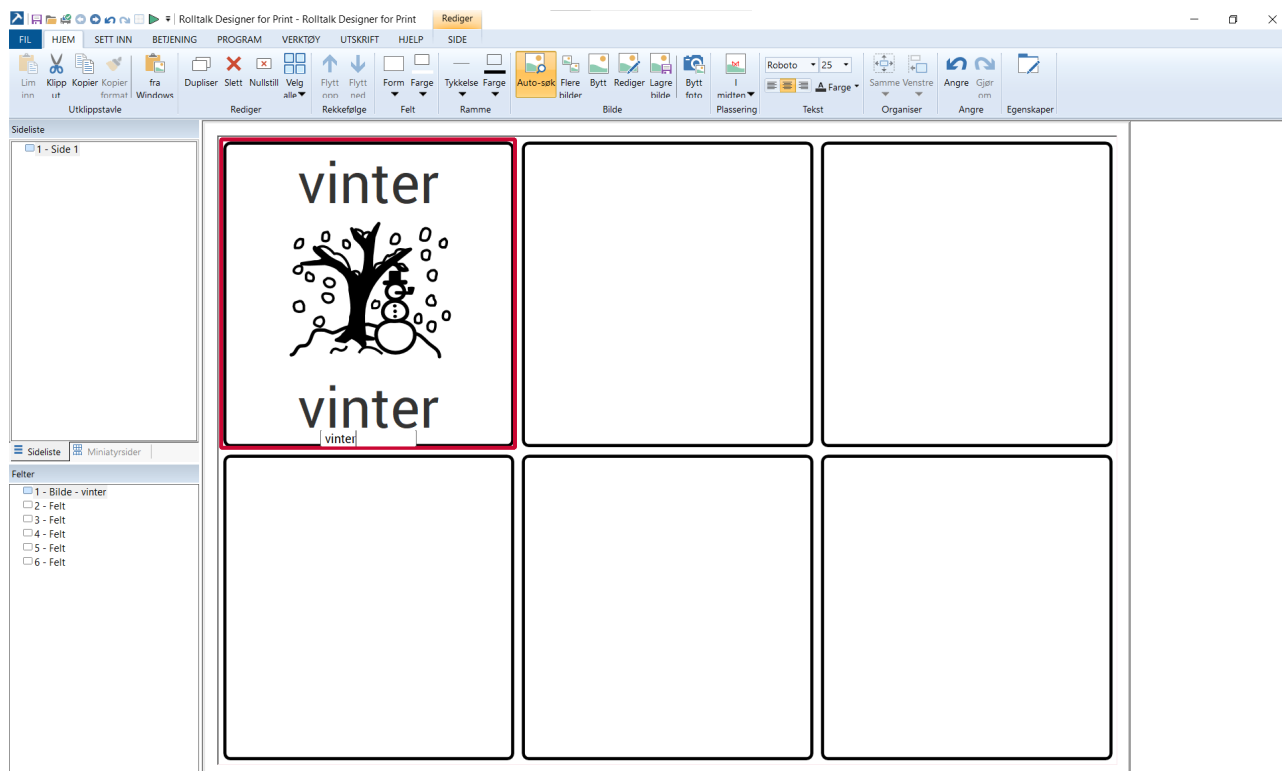 Rolltalk Designer for Print - Rolltalk Designer for Print
Rediger
FIL HJEM SETT INN BETJENING PROGRAM VERKTØY UTSKRIFT HJELP SIDE
Lim inn Klipp ut Kopier Kopier format fra Windows Dupliser Slett Nullstill Velg alle Flytt opp Flytt ned Form Farge Tykkelse Farge Auto-søk Flere bilder Bytt Rediger Lagre bilde Bytt foto I midten Roboto 25 Farge Samme Venstre Angre Gjør om
Utklippstavle Rediger Rekkefølge Felt Ramme Bilde Plassering Tekst Organiser Angre Egenskaper
Sideliste
1 - Side 1
Sideliste Miniatyrsider
Felter
1 - Bilde - vinter
2 - Felt
3 - Felt
4 - Felt
5 - Felt
6 - Felt
vinter
vinter
vinter